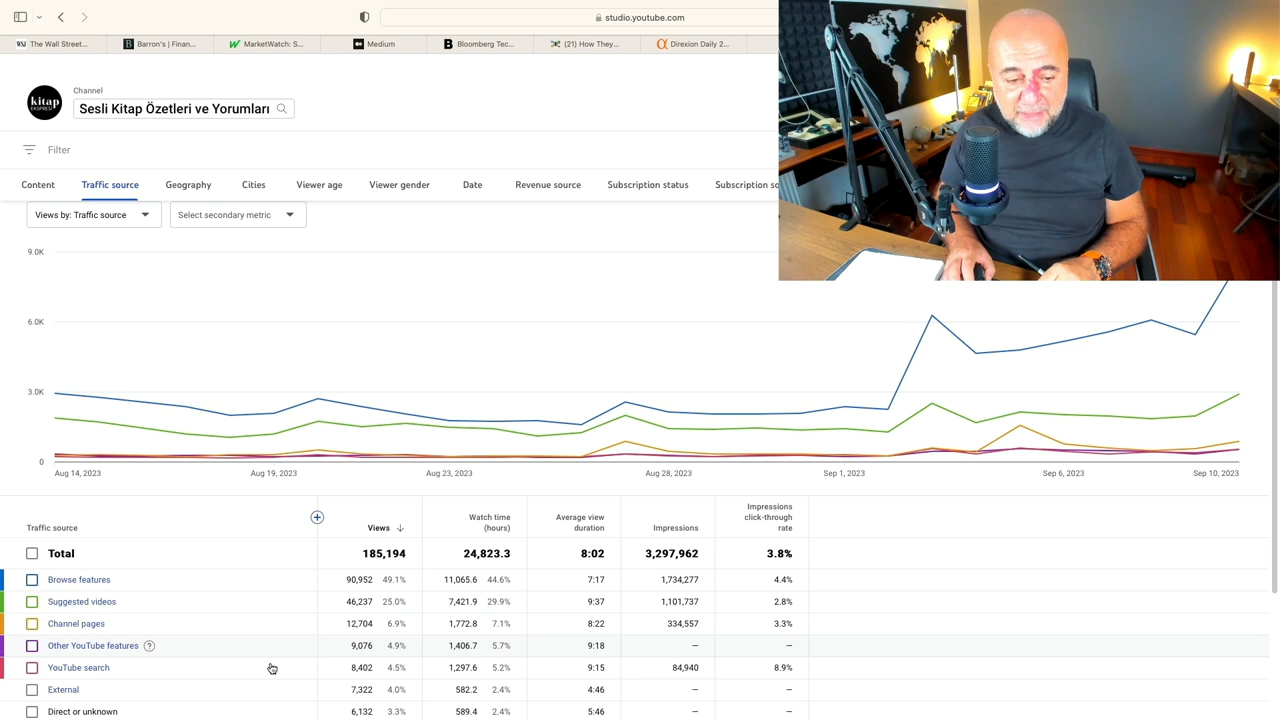 studio.youtube.com
The Wall Street...
Barron's | Finan...
MarketWatch: S...
Medium
Bloomberg Tec...
(21) How They...
Direxion Daily 2...
kitap
EKSPRESİ
Channel
Sesli Kitap Özetleri ve Yorumları
Filter
Content Traffic source Geography Cities Viewer age Viewer gender Date Revenue source Subscription status Subscription so
Views by: Traffic source
Select secondary metric
9.0K
6.0K
3.0K
0
Aug 14, 2023 Aug 19, 2023 Aug 23, 2023 Aug 28, 2023 Sep 1, 2023 Sep 6, 2023 Sep 10, 2023
Traffic source
Views
Watch time
(hours)
Average view
duration
Impressions
Impressions
click-through
rate
Total 185,194 24,823.3 8:02 3,297,962 3.8%
Browse features 90,952 49.1% 11,065.6 44.6% 7:17 1,734,277 4.4%
Suggested videos 46,237 25.0% 7,421.9 29.9% 9:37 1,101,737 2.8%
Channel pages 12,704 6.9% 1,772.8 7.1% 8:22 334,557 3.3%
Other YouTube features ? 9,076 4.9% 1,406.7 5.7% 9:18 — —
YouTube search 8,402 4.5% 1,297.6 5.2% 9:15 84,940 8.9%
External 7,322 4.0% 582.2 2.4% 4:46 — —
Direct or unknown 6,132 3.3% 589.4 2.4% 5:46 — —